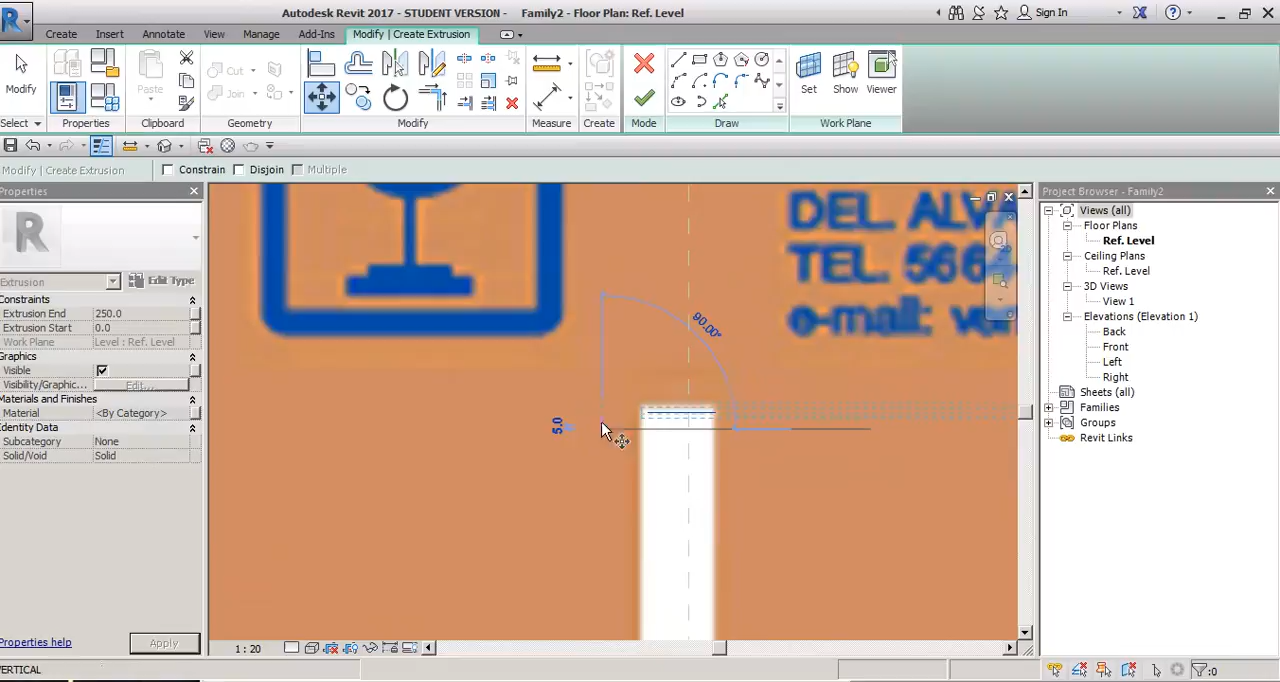 Autodesk Revit 2017 - STUDENT VERSION - Family2 - Floor Plan: Ref. Level
Sign In
Create Insert Annotate View Manage Add-Ins Modify | Create Extrusion
Modify
Paste
Cut
Join
Set Show Viewer
Select Properties Clipboard Geometry Modify Measure Create Mode Draw Work Plane
Modify | Create Extrusion Constrain Disjoin Multiple
Properties
Extrusion
Edit Type
Constraints
Extrusion End 250.0
Extrusion Start 0.0
Work Plane Level : Ref. Level
Graphics
Visible
Visibility/Graphic... Edit...
Materials and Finishes
Material <By Category>
Identity Data
Subcategory None
Solid/Void Solid
Properties help
Apply
DEL. ALV
TEL. 566
e-mail:
90.00°
5.0
Project Browser - Family2
Views (all)
Floor Plans
Ref. Level
Ceiling Plans
Ref. Level
3D Views
View 1
Elevations (Elevation 1)
Back
Front
Left
Right
Sheets (all)
Families
Groups
Revit Links
1 : 20
VERTICAL
:0